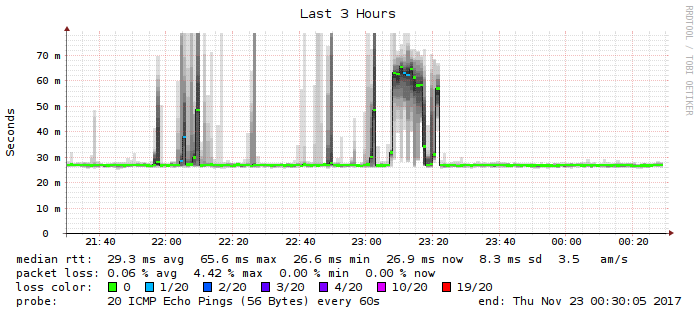 Last 3 Hours
RRDTOOL / TOBI OETIKER
Seconds
70 m
60 m
50 m
40 m
30 m
20 m
10 m
0
21:40 22:00 22:20 22:40 23:00 23:20 23:40 00:00 00:20
median rtt: 29.3 ms avg 65.6 ms max 26.6 ms min 26.9 ms now 8.3 ms sd 3.5 am/s
packet loss: 0.06 % avg 4.42 % max 0.00 % min 0.00 % now
loss color: 0 1/20 2/20 3/20 4/20 10/20 19/20
probe: 20 ICMP Echo Pings (56 Bytes) every 60s end: Thu Nov 23 00:30:05 2017